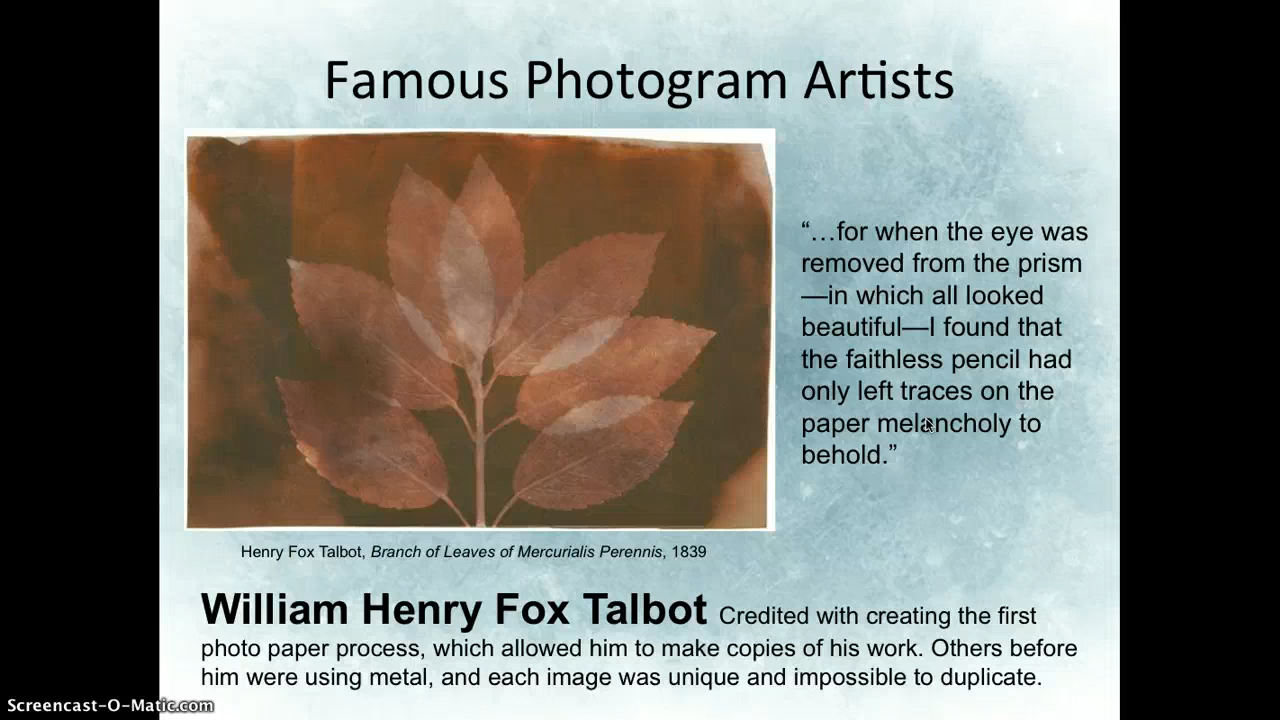 Famous Photogram Artists
“…for when the eye was
removed from the prism
—in which all looked
beautiful—I found that
the faithless pencil had
only left traces on the
paper melancholy to
behold.”
Henry Fox Talbot, Branch of Leaves of Mercurialis Perennis, 1839
William Henry Fox Talbot Credited with creating the first
photo paper process, which allowed him to make copies of his work. Others before
him were using metal, and each image was unique and impossible to duplicate.
Screencast-O-Matic.com